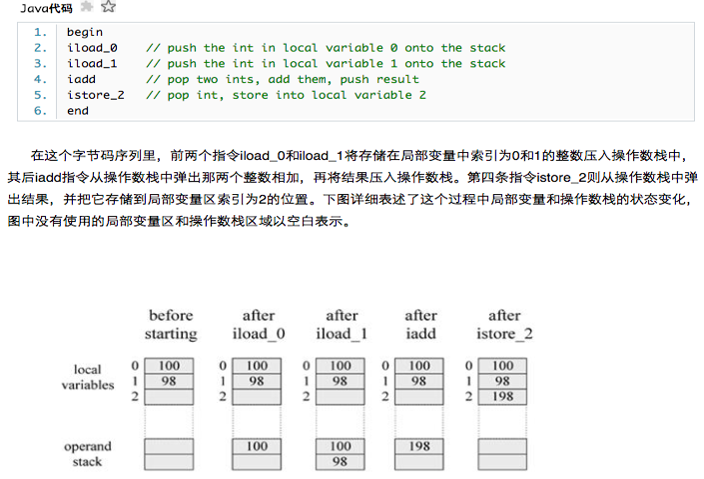 Java代码
1. begin
2. iload_0 // push the int in local variable 0 onto the stack
3. iload_1 // push the int in local variable 1 onto the stack
4. iadd // pop two ints, add them, push result
5. istore_2 // pop int, store into local variable 2
6. end
在这个字节码序列里，前两个指令iload_0和iload_1将存储在局部变量中索引为0和1的整数压入操作数栈中，
其后iadd指令从操作数栈中弹出那两个整数相加，再将结果压入操作数栈。第四条指令istore_2则从操作数栈中弹
出结果，并把它存储到局部变量区索引为2的位置。下图详细表述了这个过程中局部变量和操作数栈的状态变化，
图中没有使用的局部变量区和操作数栈区域以空白表示。
before after after after after
starting iload_0 iload_1 iadd istore_2
local 0 100 0 100 0 100 0 100 0 100
variables 1 98 1 98 1 98 1 98 1 98
2 2 2 2 2 198
operand 100 100 198
stack 98